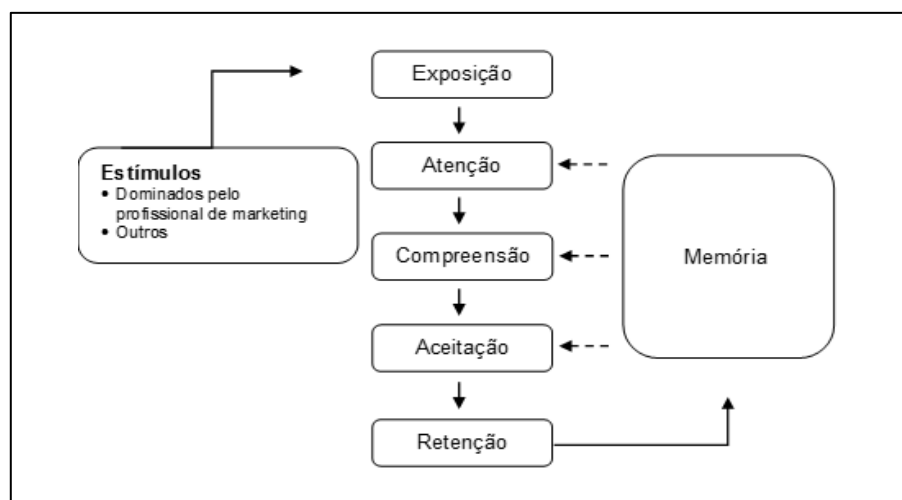 Exposição
Estímulos
• Dominados pelo
profissional de marketing
• Outros
Atenção
Compreensão
Memória
Aceitação
Retenção